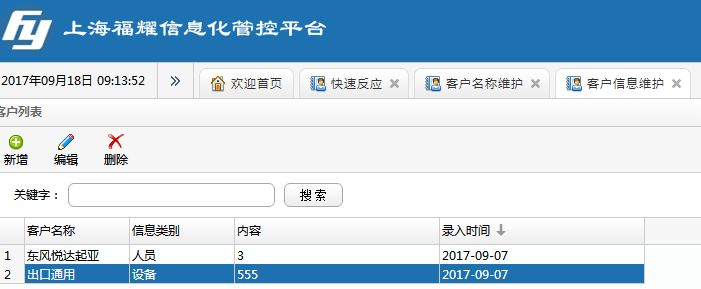 fy 上海福耀信息化管控平台
2017年09月18日 09:13:52 » 欢迎首页 快速反应 客户名称维护 客户信息维护
客户列表
新增 编辑 删除
关键字： 搜索
客户名称 信息类别 内容 录入时间
1 东风悦达起亚 人员 3 2017-09-07
2 出口通用 设备 555 2017-09-07